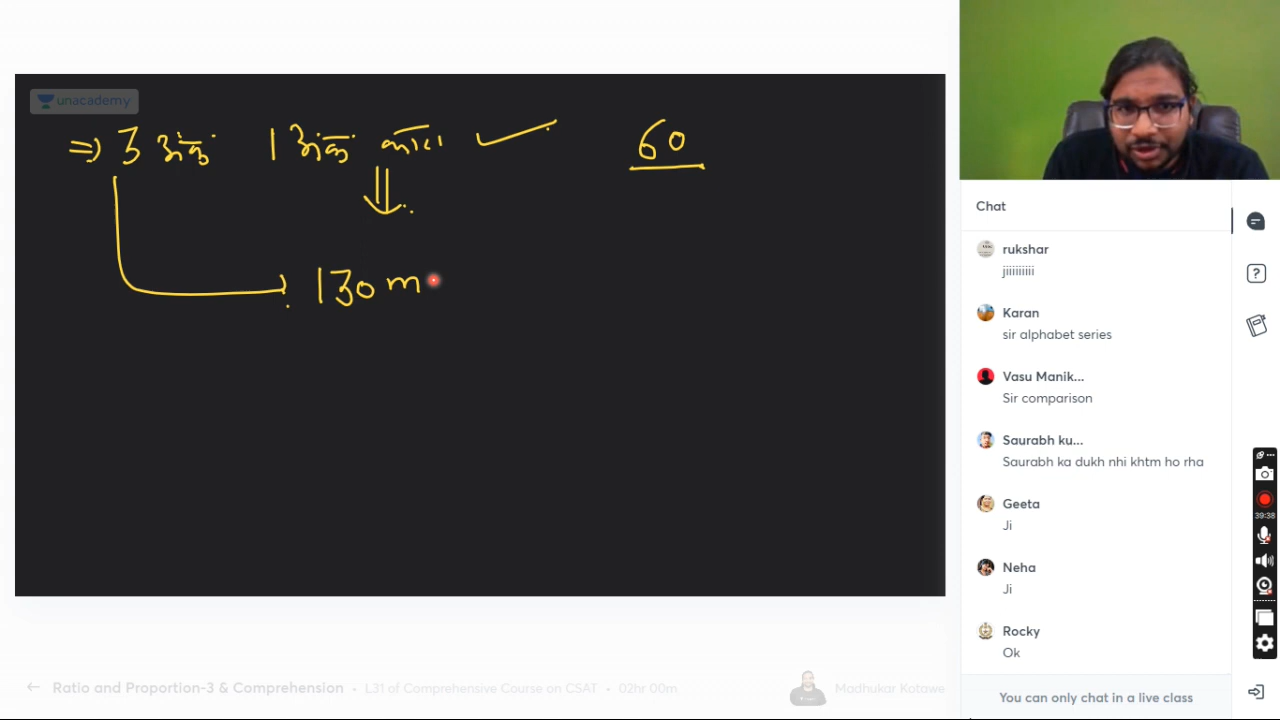 unacademy
⇒ 3 अंक 1 अंक काटा ✓ 60
130 m
Chat
rukshar
jiiiiiiiii
Karan
sir alphabet series
Vasu Manik...
Sir comparison
Saurabh ku...
Saurabh ka dukh nhi khtm ho rha
Geeta
Ji
Neha
Ji
Rocky
Ok
You can only chat in a live class
39:38
← Ratio and Proportion-3 & Comprehension • L31 of Comprehensive Course on CSAT • 02hr 00m
Madhukar Kotawe